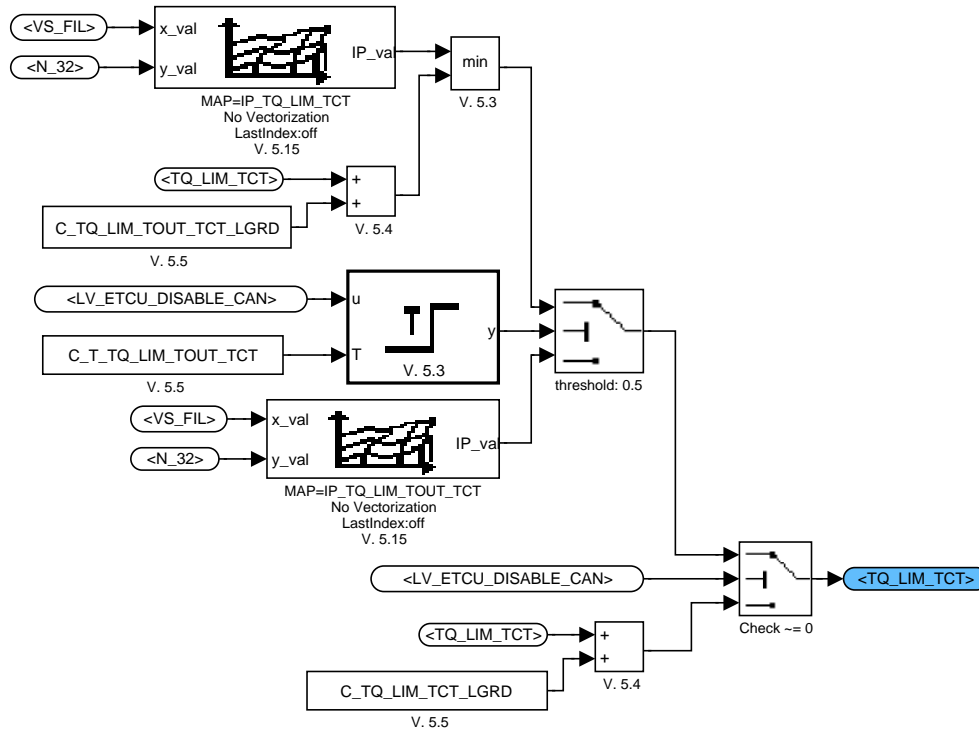 <VS_FIL>
x_val
IP_val
<N_32>
y_val
min
V. 5.3
MAP=IP_TQ_LIM_TCT
No Vectorization
LastIndex:off
V. 5.15
<TQ_LIM_TCT>
+
+
C_TQ_LIM_TOUT_TCT_LGRD
V. 5.4
V. 5.5
<LV_ETCU_DISABLE_CAN>
u
y
C_T_TQ_LIM_TOUT_TCT
T
V. 5.3
V. 5.5
threshold: 0.5
<VS_FIL>
x_val
IP_val
<N_32>
y_val
MAP=IP_TQ_LIM_TOUT_TCT
No Vectorization
LastIndex:off
V. 5.15
<LV_ETCU_DISABLE_CAN>
<TQ_LIM_TCT>
Check ~= 0
<TQ_LIM_TCT>
+
+
C_TQ_LIM_TCT_LGRD
V. 5.4
V. 5.5